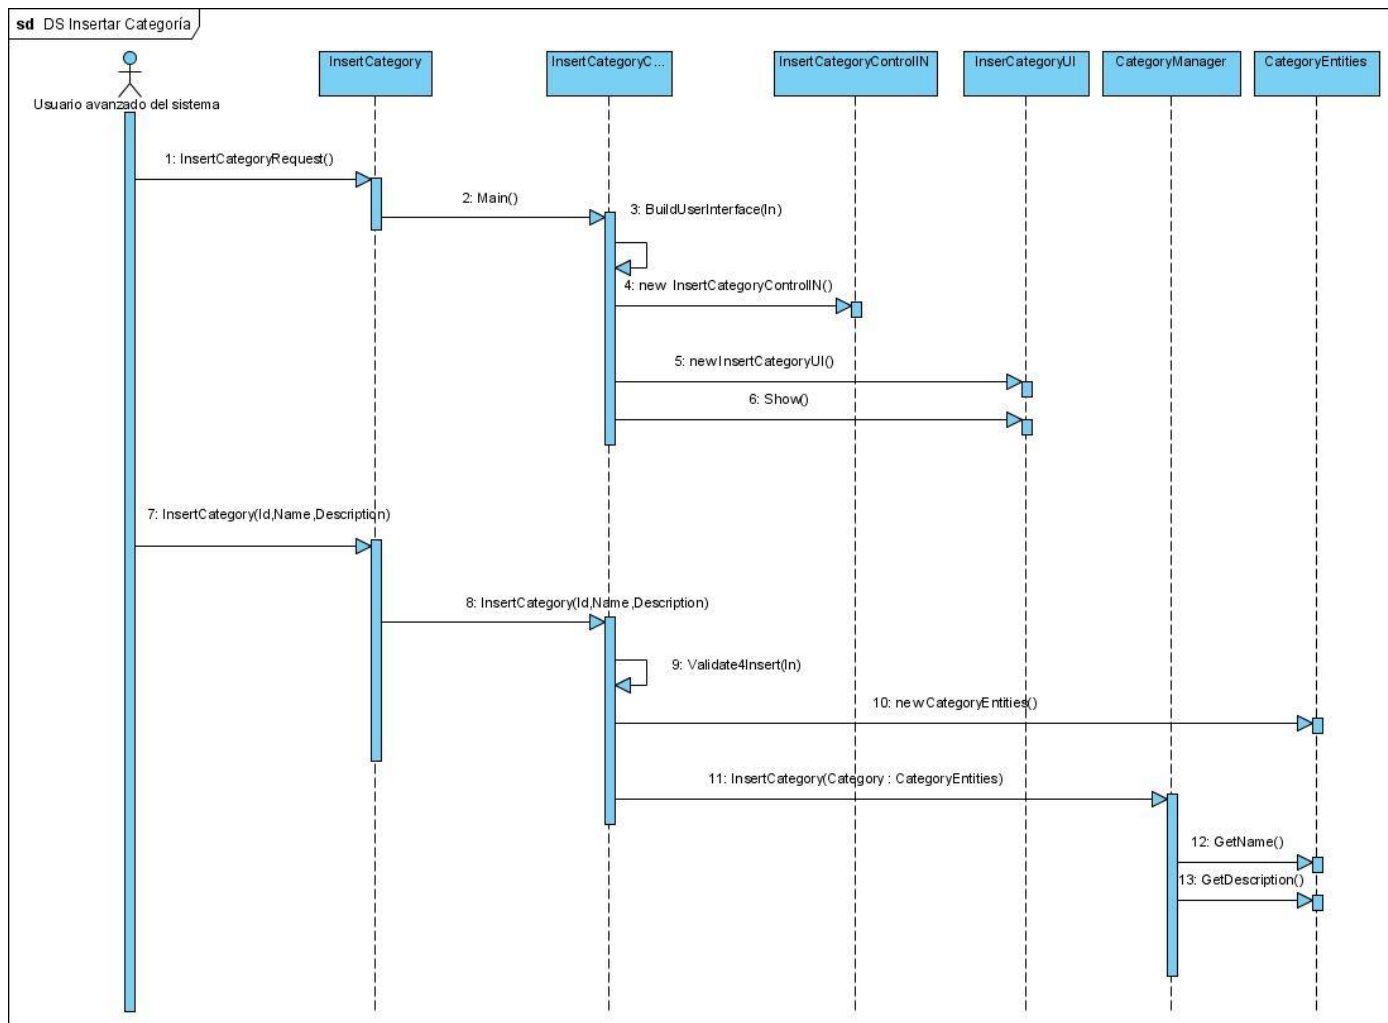 sd DS Insertar Categoría
InsertCategory
InsertCategoryC...
InsertCategoryControlIN
InserCategoryUI
CategoryManager
CategoryEntities
Usuario avanzado del sistema
1: InsertCategoryRequest()
2: Main()
3: BuildUserInterface(In)
4: new InsertCategoryControlIN()
5: newInsertCategoryUI()
6: Show()
7: InsertCategory(Id,Name,Description)
8: InsertCategory(Id,Name,Description)
9: Validate4Insert(In)
10: newCategoryEntities()
11: InsertCategory(Category : CategoryEntities)
12: GetName()
13: GetDescription()